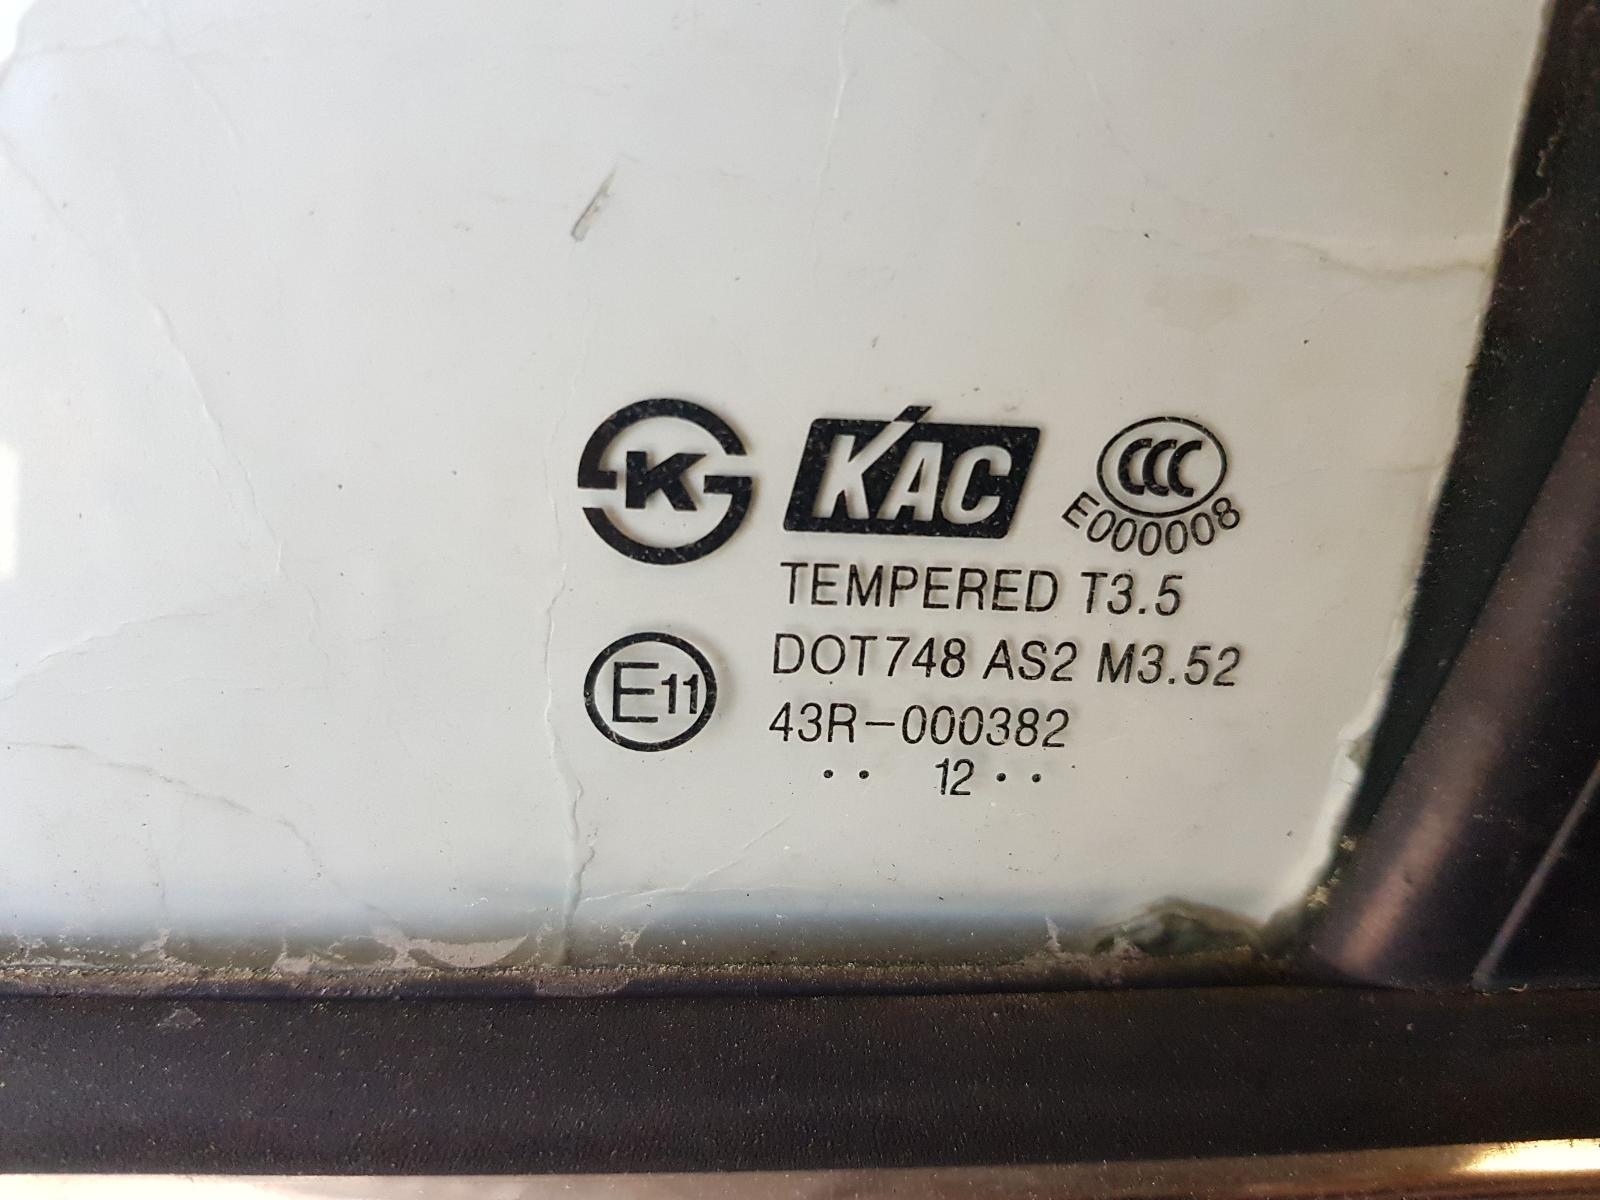 K KAC CCC
E000008
TEMPERED T3.5
DOT748 AS2 M3.52
E11 43R-000382
·· 12 ··